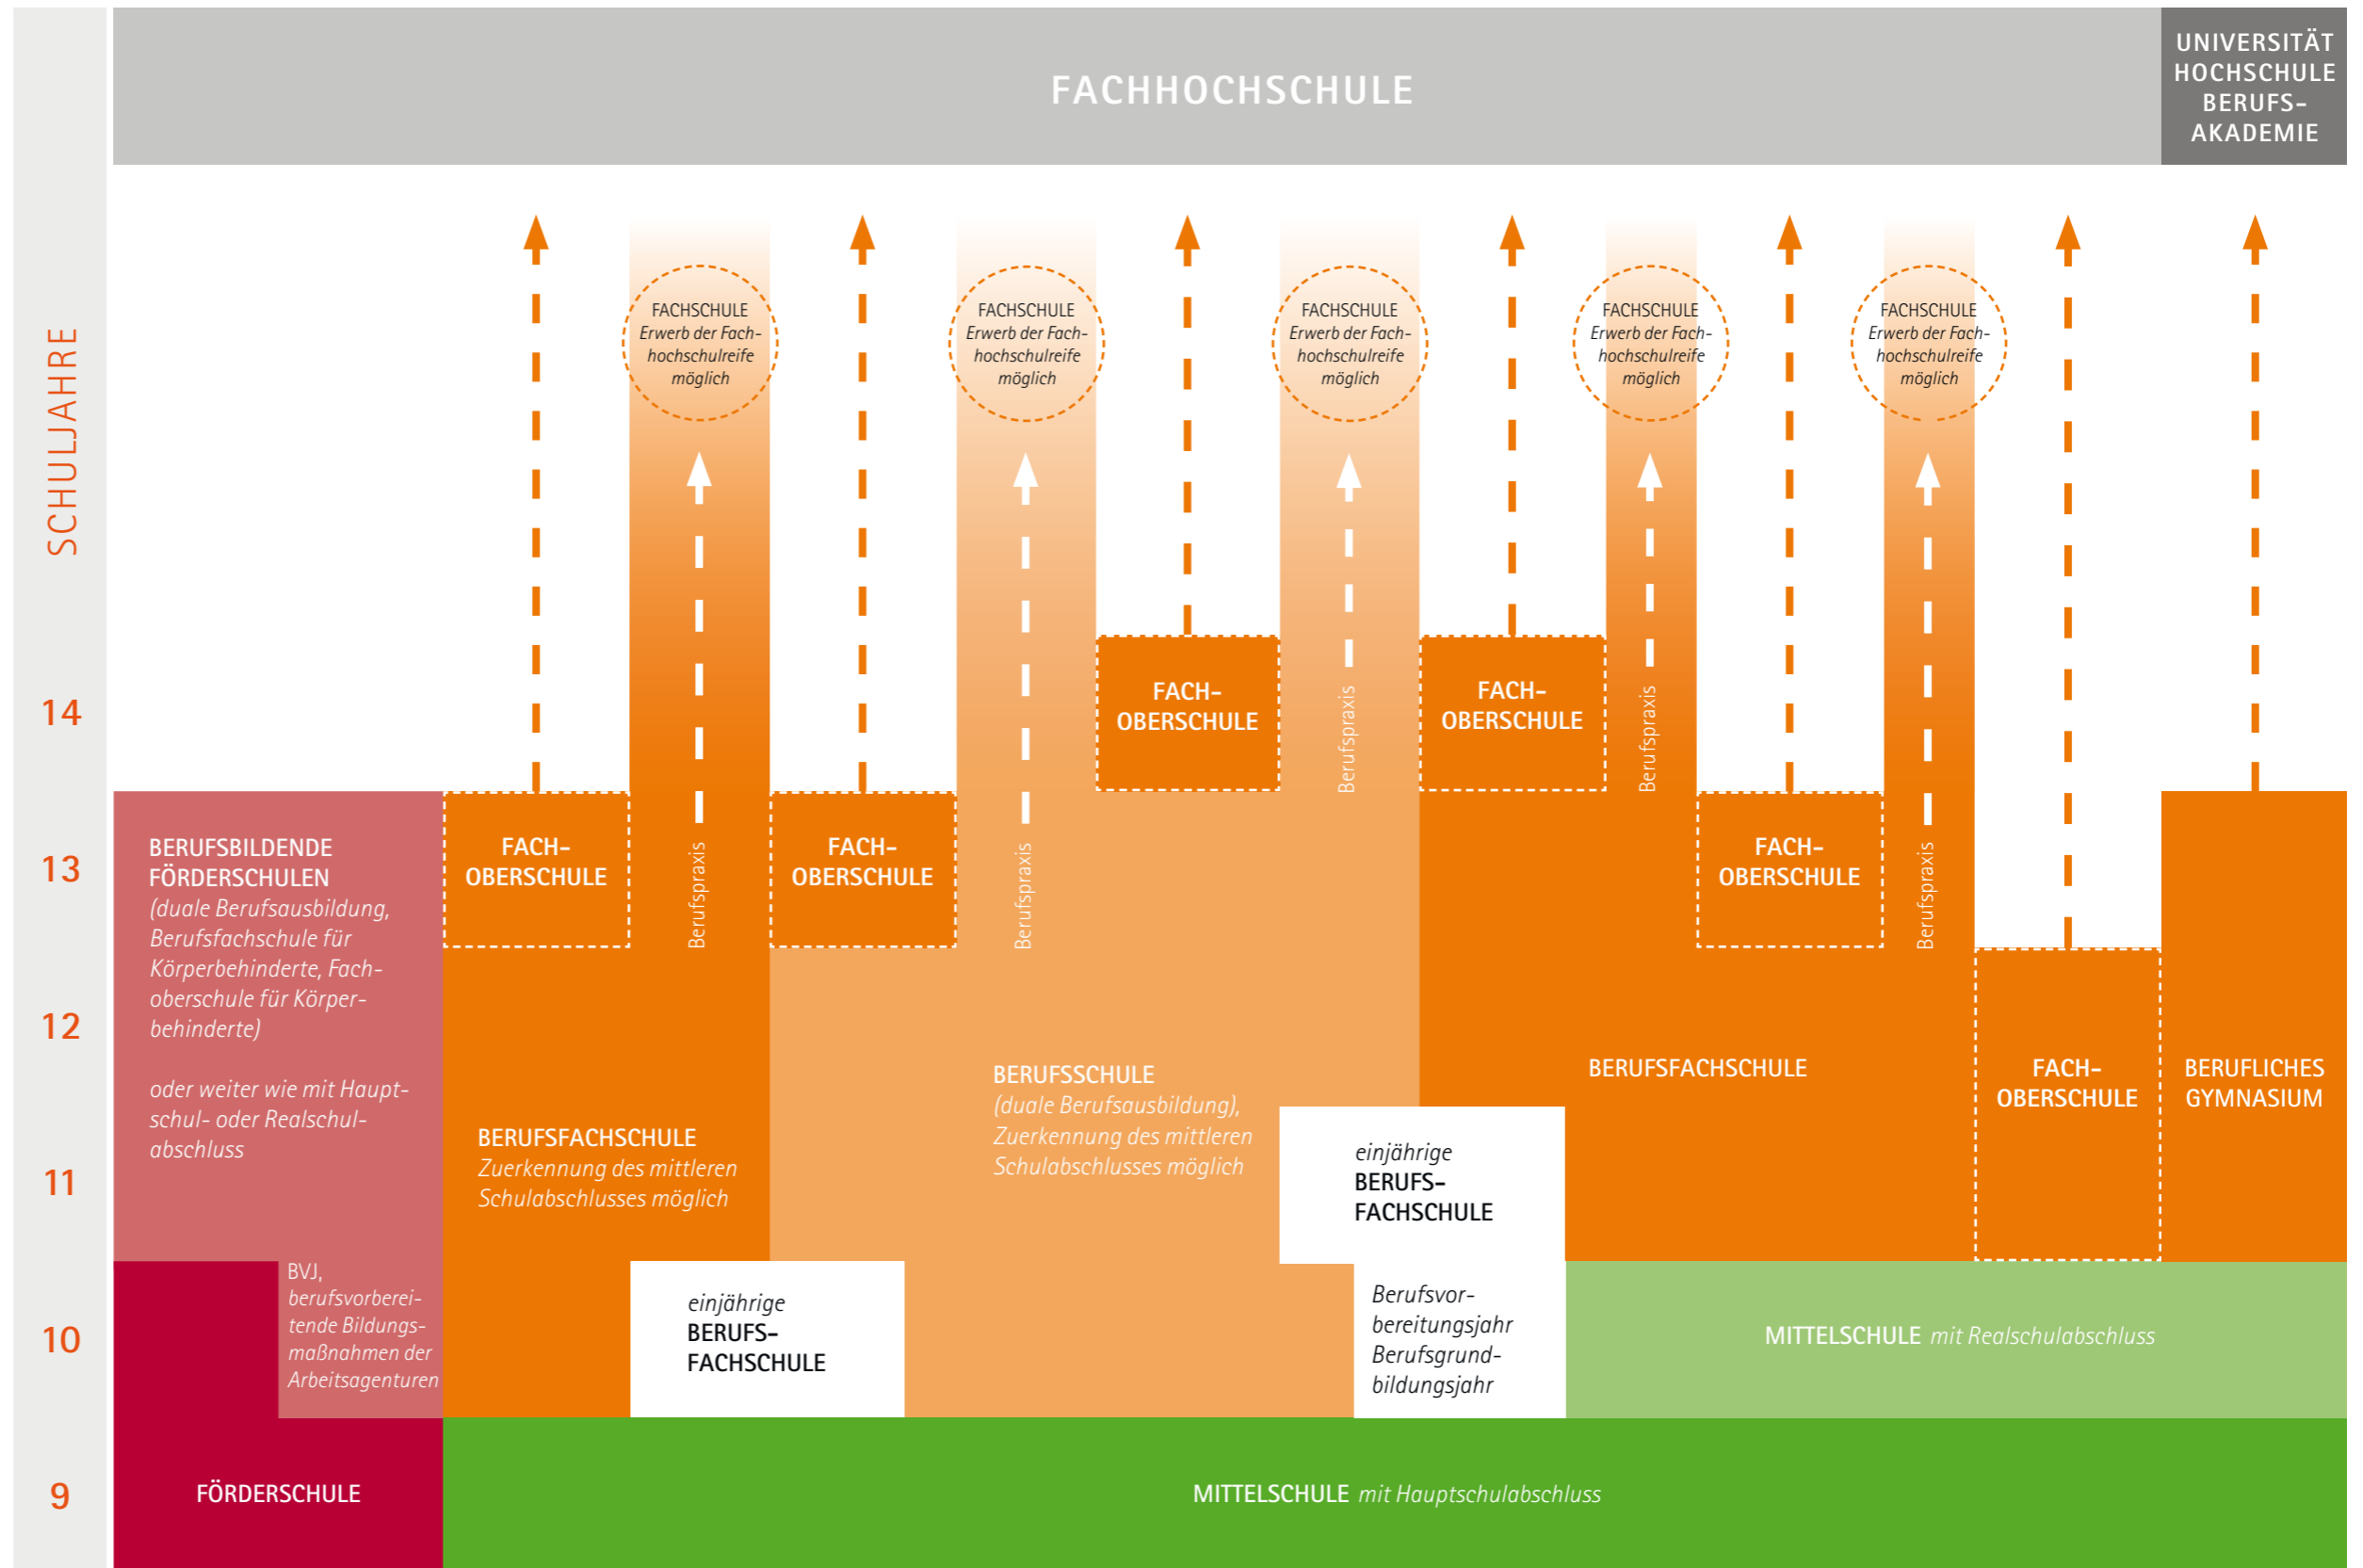 FACHHOCHSCHULE
UNIVERSITÄT
HOCHSCHULE
BERUFS-
AKADEMIE
SCHULJAHRE
14
13
12
11
10
9
FACHSCHULE
Erwerb der Fach-
hochschulreife
möglich
FACHSCHULE
Erwerb der Fach-
hochschulreife
möglich
FACHSCHULE
Erwerb der Fach-
hochschulreife
möglich
FACHSCHULE
Erwerb der Fach-
hochschulreife
möglich
FACHSCHULE
Erwerb der Fach-
hochschulreife
möglich
FACH-
OBERSCHULE
Berufspraxis
FACH-
OBERSCHULE
Berufspraxis
BERUFSBILDENDE
FÖRDERSCHULEN
(duale Berufsausbildung,
Berufsfachschule für
Körperbehinderte, Fach-
oberschule für Körper-
behinderte)
oder weiter wie mit Haupt-
schul- oder Realschul-
abschluss
FACH-
OBERSCHULE
Berufspraxis
FACH-
OBERSCHULE
Berufspraxis
FACH-
OBERSCHULE
Berufspraxis
BERUFSFACHSCHULE
Zuerkennung des mittleren
Schulabschlusses möglich
BERUFSSCHULE
(duale Berufsausbildung),
Zuerkennung des mittleren
Schulabschlusses möglich
BERUFSFACHSCHULE
FACH-
OBERSCHULE
BERUFLICHES
GYMNASIUM
einjährige
BERUFS-
FACHSCHULE
BVJ,
berufsvorberei-
tende Bildungs-
maßnahmen der
Arbeitsagenturen
einjährige
BERUFS-
FACHSCHULE
Berufsvor-
bereitungsjahr
Berufsgrund-
bildungsjahr
MITTELSCHULE mit Realschulabschluss
FÖRDERSCHULE
MITTELSCHULE mit Hauptschulabschluss